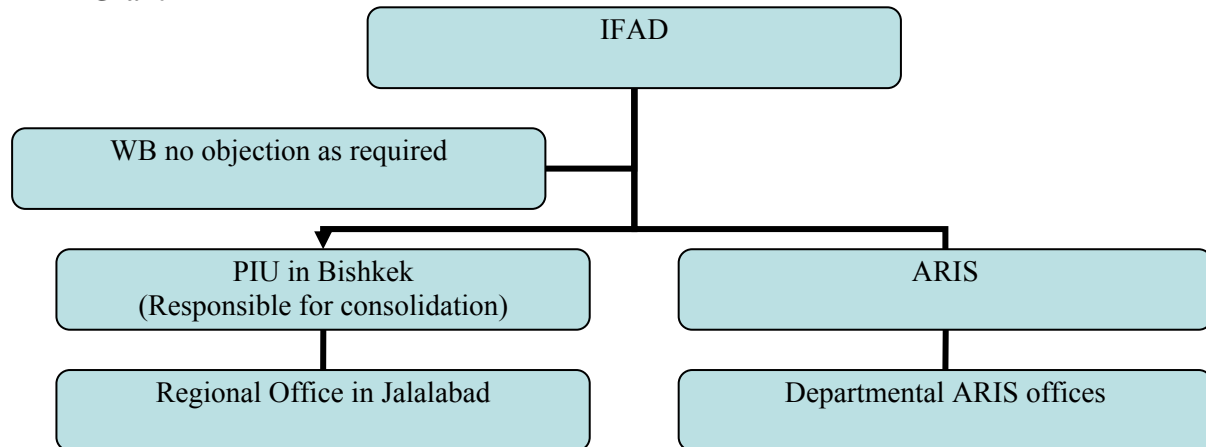 IFAD
WB no objection as required
PIU in Bishkek
(Responsible for consolidation)
ARIS
Regional Office in Jalalabad
Departmental ARIS offices